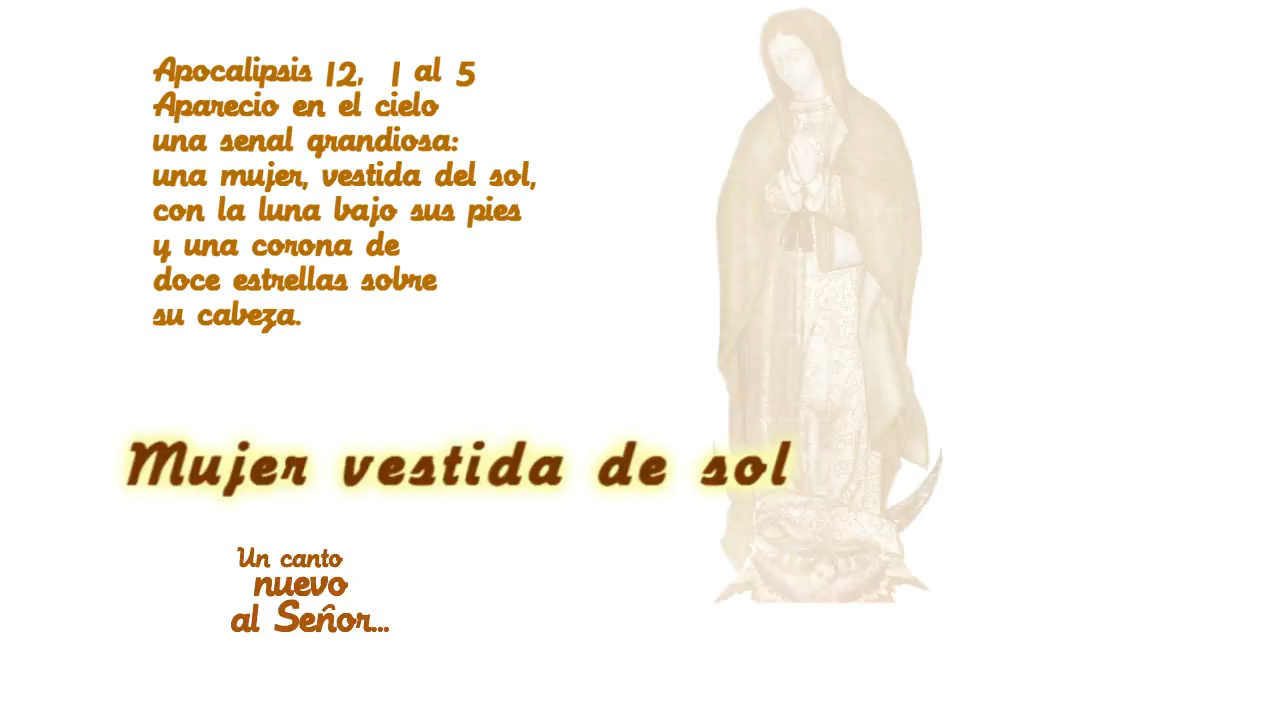 Apocalipsis 12,  1 al 5
Aparecio en el cielo
una senal grandiosa:
una mujer, vestida del sol,
con la luna bajo sus pies
y una corona de
doce estrellas sobre
su cabeza.
Mujer vestida de sol
Un canto
nuevo
al Señor...